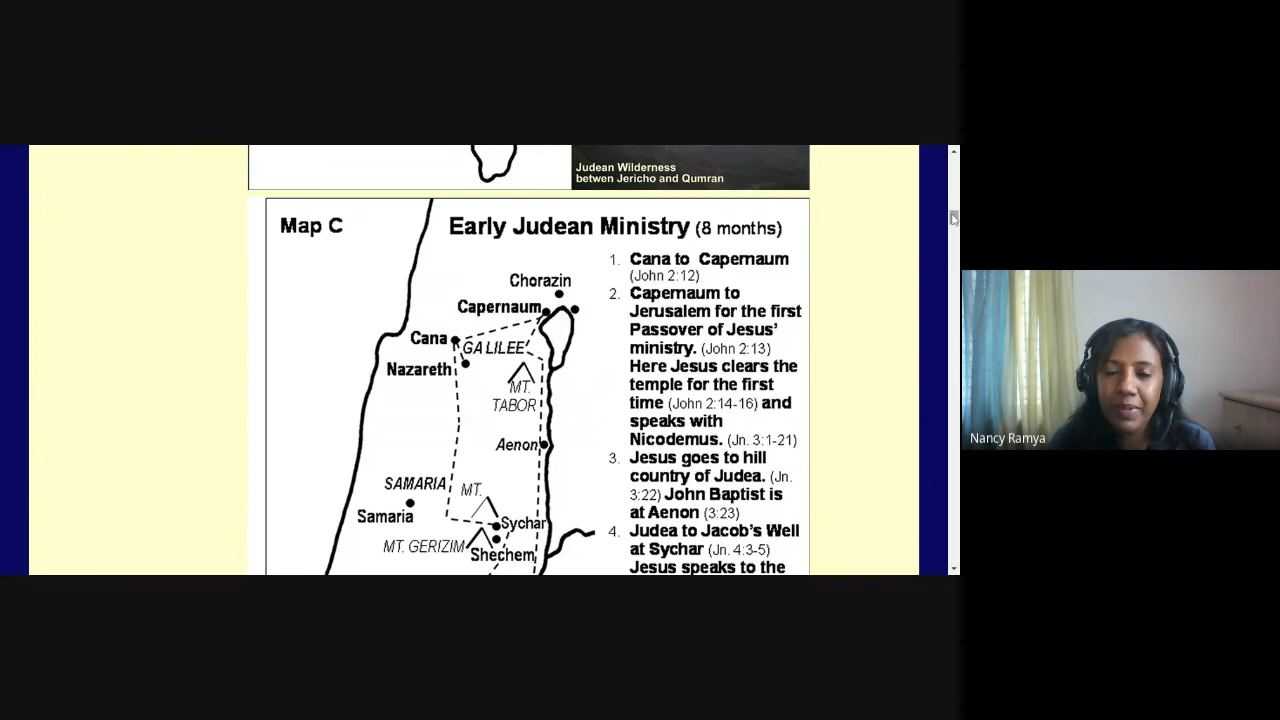 Judean Wilderness
betwen Jericho and Qumran
Map C
Early Judean Ministry (8 months)
Chorazin
Capernaum
Cana
GALILEE
Nazareth
MT.
TABOR
Aenon
SAMARIA
MT.
Samaria
Sychar
MT. GERIZIM
Shechem
1. Cana to Capernaum
(John 2:12)
2. Capernaum to
Jerusalem for the first
Passover of Jesus'
ministry. (John 2:13)
Here Jesus clears the
temple for the first
time (John 2:14-16) and
speaks with
Nicodemus. (Jn. 3:1-21)
3. Jesus goes to hill
country of Judea. (Jn.
3:22) John Baptist is
at Aenon (3:23)
4. Judea to Jacob's Well
at Sychar (Jn. 4:3-5)
Jesus speaks to the
Nancy Ramya